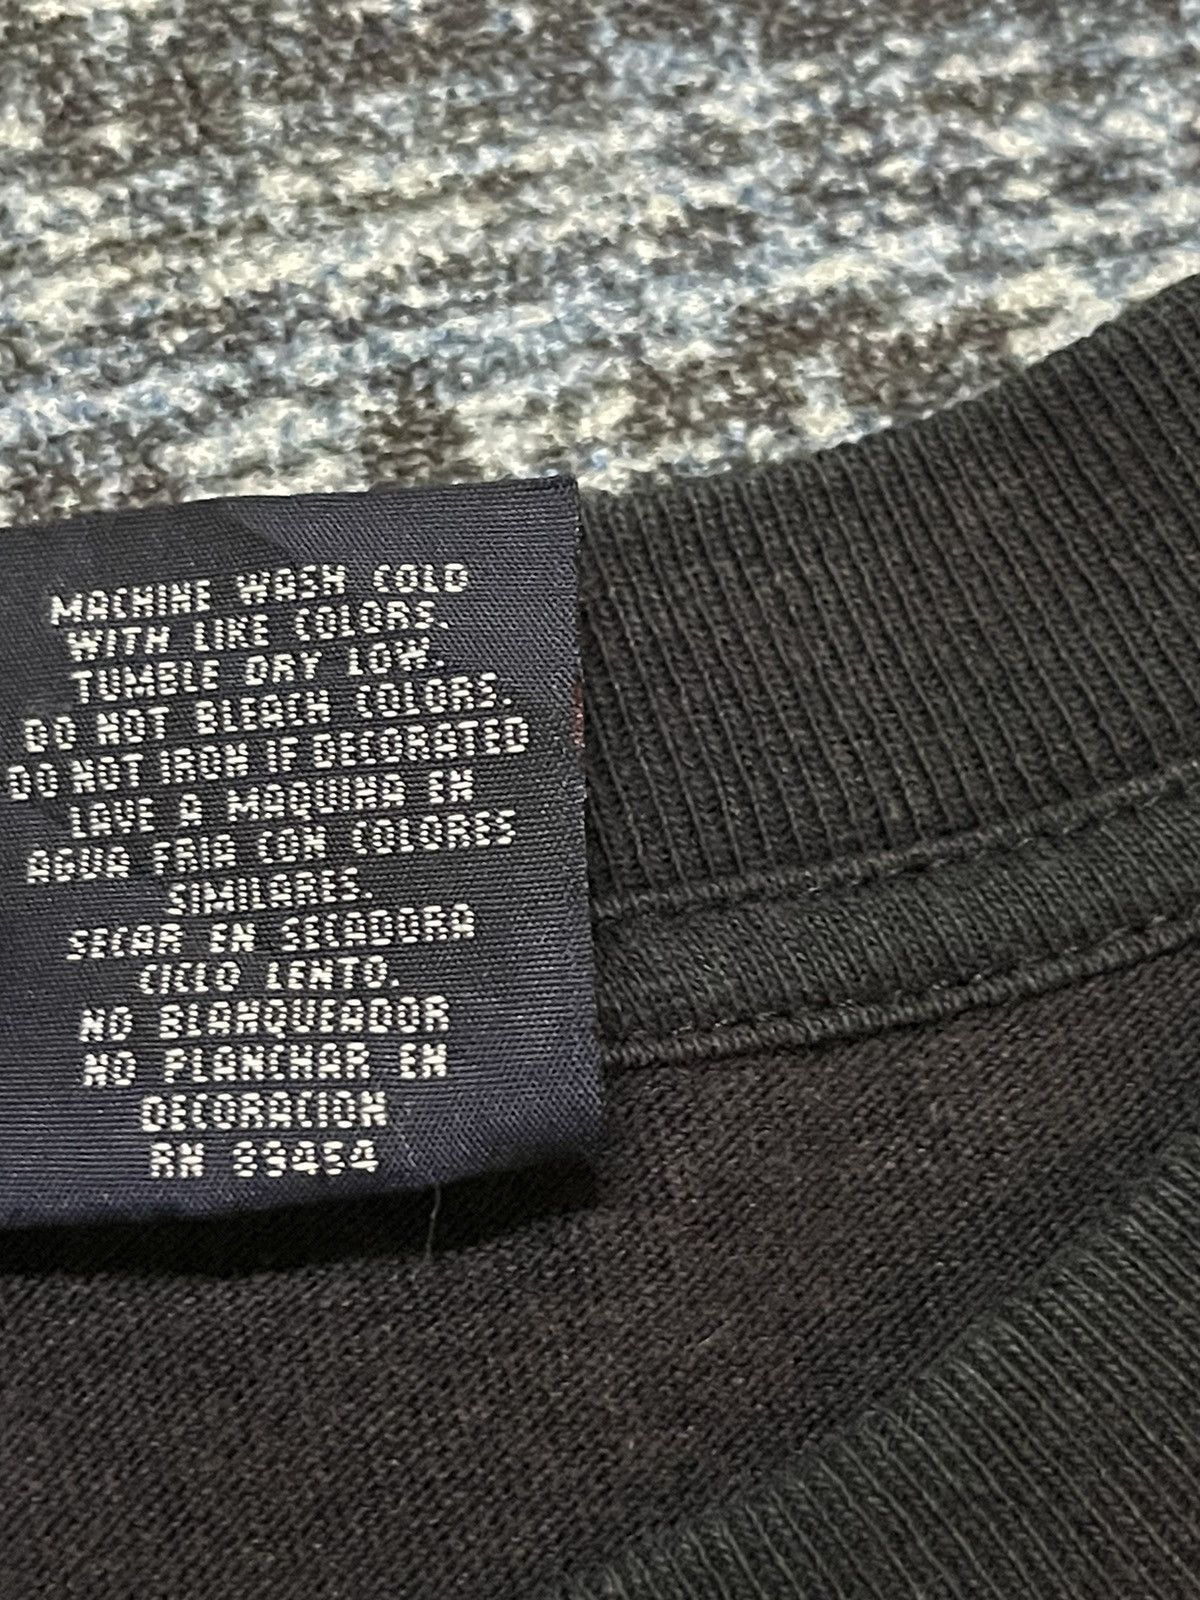 MACHINE WASH COLD
WITH LIKE COLORS.
TUMBLE DRY LOW.
DO NOT BLEACH COLORS.
DO NOT IRON IF DECORATED
LAVE A MAQUINA EN
AGUA FRIA CON COLORES
SIMILARES.
SECAR EN SECADORA
CICLO LENTO.
NO BLANQUEADOR
NO PLANCHAR EN
DECORACION
RN 89454